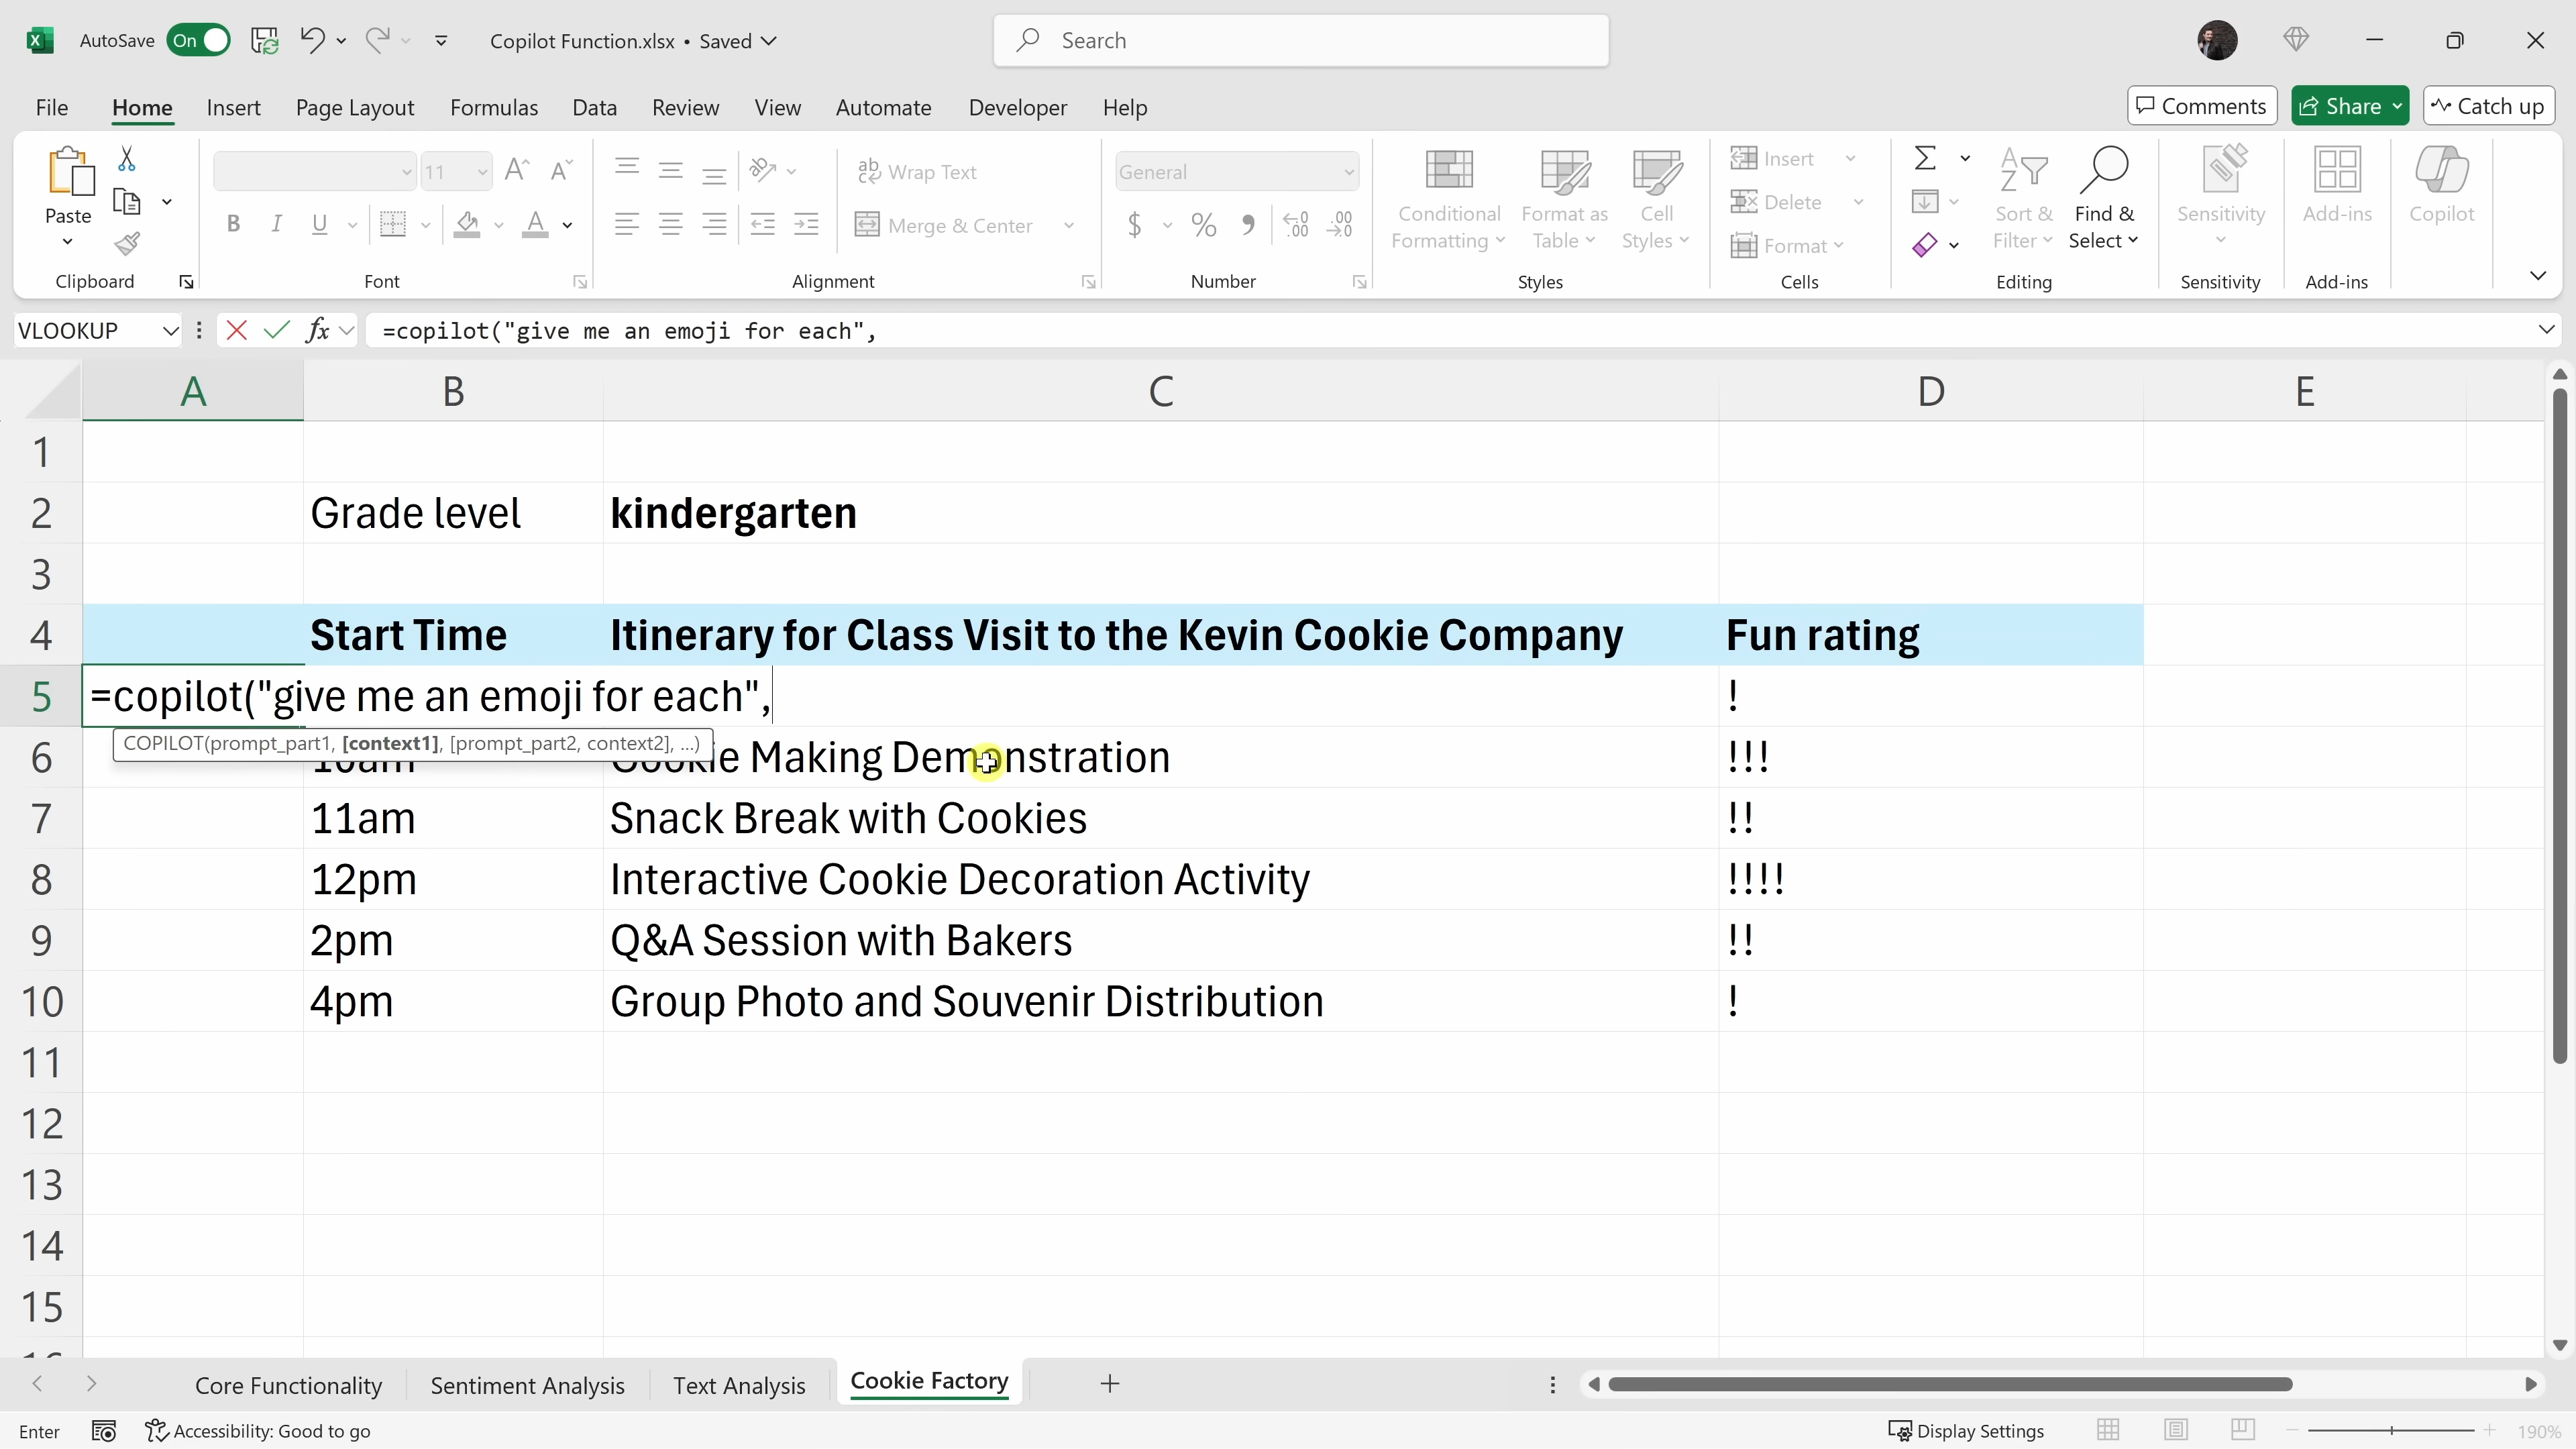 AutoSave On Copilot Function.xlsx • Saved Search
File Home Insert Page Layout Formulas Data Review View Automate Developer Help Comments Share Catch up
Paste
11
Wrap Text
Merge & Center
General
$ % 9
Conditional Formatting
Format as Table
Cell Styles
Insert
Delete
Format
Sort & Filter
Find & Select
Sensitivity
Add-ins
Copilot
Clipboard Font Alignment Number Styles Cells Editing Sensitivity Add-ins
VLOOKUP fx =copilot("give me an emoji for each",
A B C D E
1
2 Grade level kindergarten
3
4 Start Time Itinerary for Class Visit to the Kevin Cookie Company Fun rating
5 =copilot("give me an emoji for each", !
COPILOT(prompt_part1, [context1], [prompt_part2, context2], ...)
6 Making Demonstration !!!
7 11am Snack Break with Cookies !!
8 12pm Interactive Cookie Decoration Activity !!!!
9 2pm Q&A Session with Bakers !!
10 4pm Group Photo and Souvenir Distribution !
11
12
13
14
15
Core Functionality Sentiment Analysis Text Analysis Cookie Factory
Enter Accessibility: Good to go Display Settings 190%